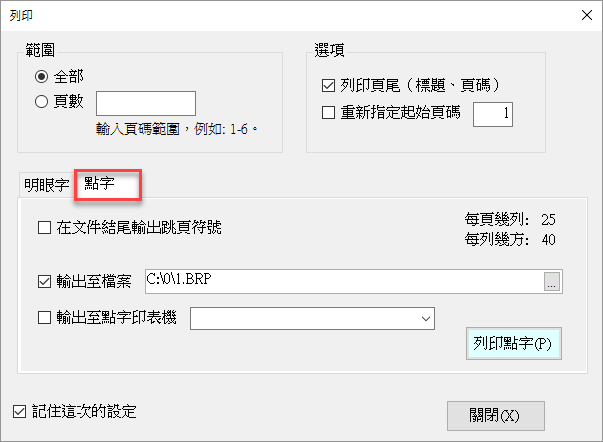 列印
範圍
全部
頁數
輸入頁碼範圍，例如: 1-6。
選項
列印頁尾（標題、頁碼）
重新指定起始頁碼 1
明眼字 點字
在文件結尾輸出跳頁符號
每頁幾列: 25
每列幾方: 40
輸出至檔案 C:\0\1.BRP ...
輸出至點字印表機
列印點字(P)
記住這次的設定
關閉(X)